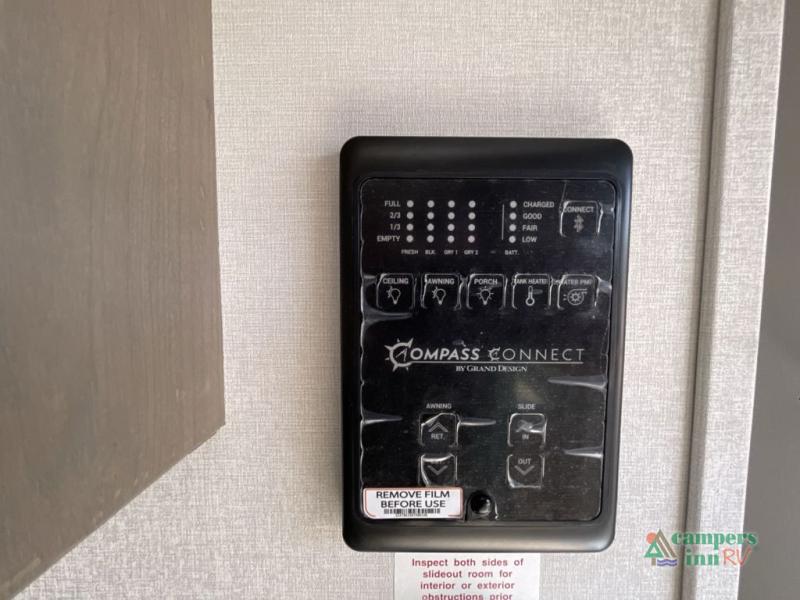 FULL CHARGED
2/3 GOOD CONNECT
1/3 FAIR
EMPTY LOW
FRESH BLK. GRY 1 GRY 2 BATT.
CEILING AWNING PORCH TANK HEATER WATER PMP
COMPASS CONNECT
BY GRAND DESIGN
AWNING SLIDE
RET. IN
OUT
REMOVE FILM
BEFORE USE
Inspect both sides of
slideout room for
interior or exterior
obstructions prior
campers
inn RV